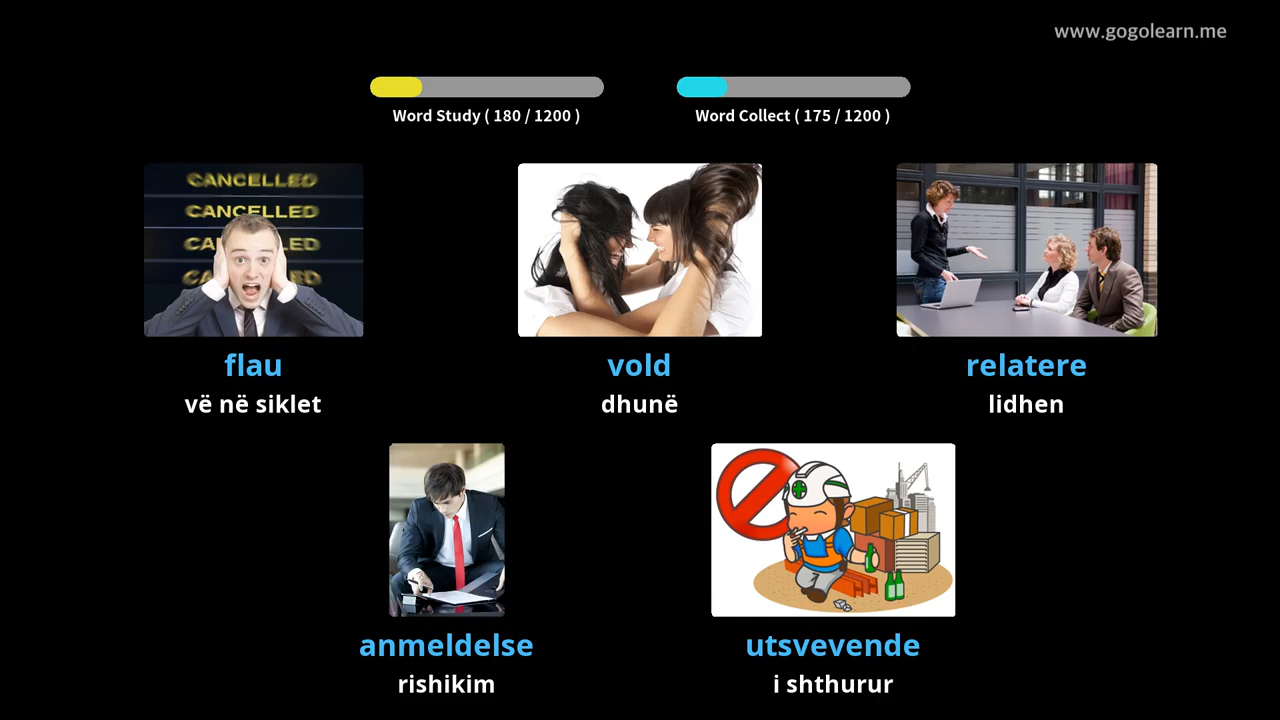 www.gogolearn.me
Word Study ( 180 / 1200 )
Word Collect ( 175 / 1200 )
CANCELLED
CANCELLED
flau
vold
relatere
vë në siklet
dhunë
lidhen
anmeldelse
utsvevende
rishikim
i shthurur